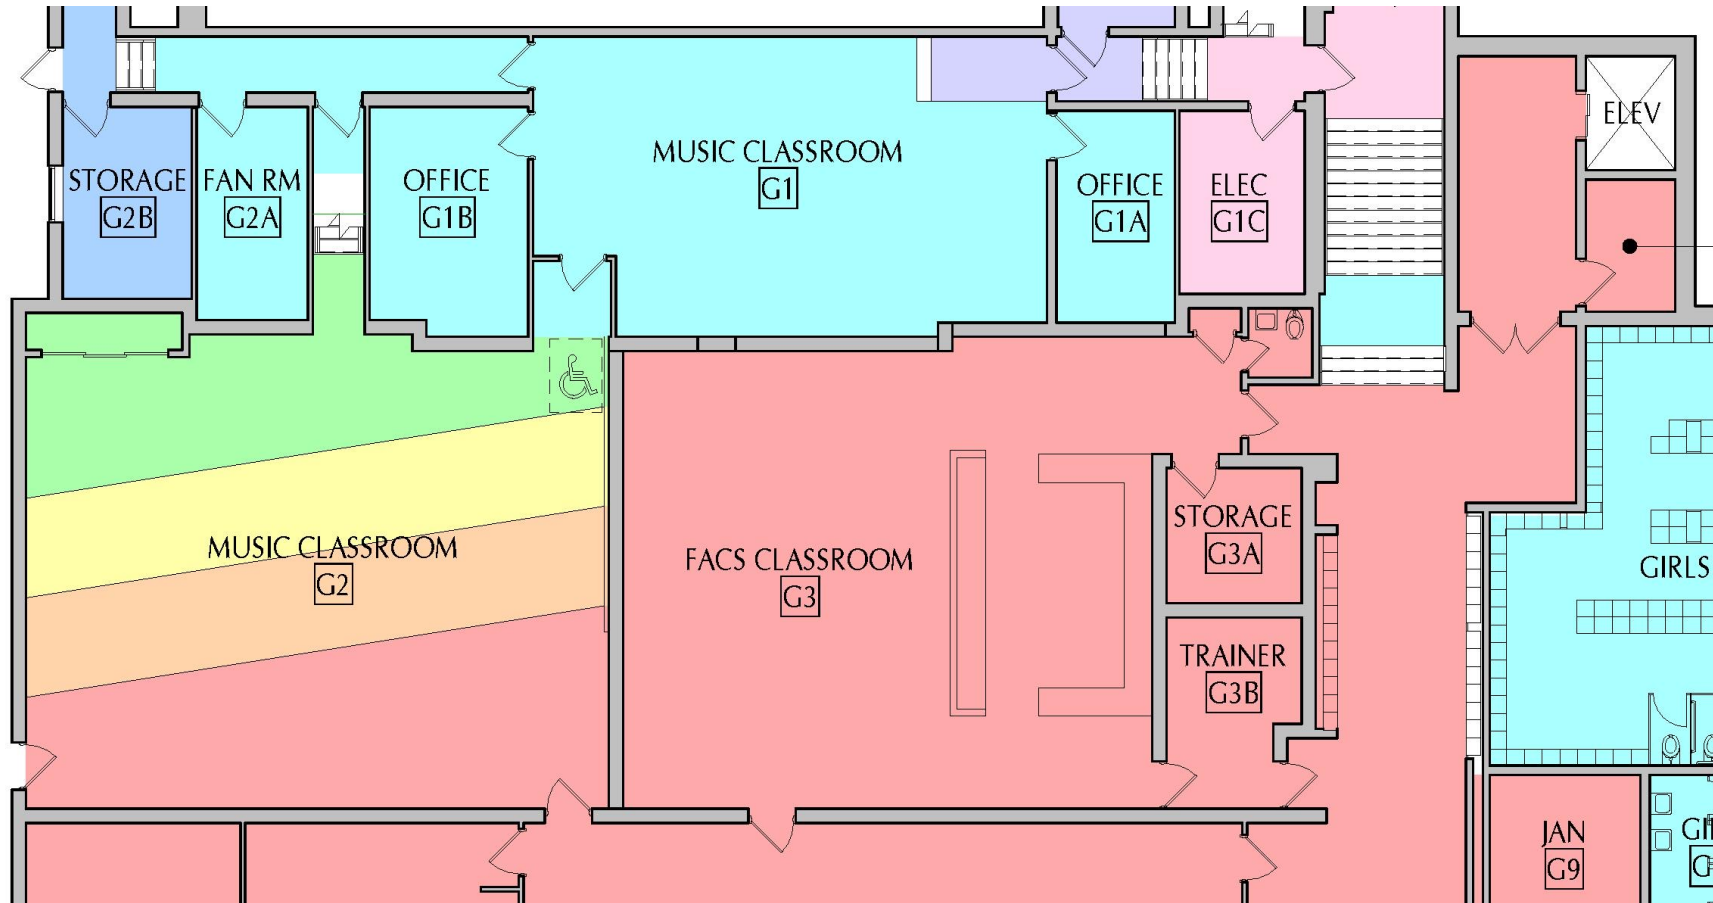 ELEV
MUSIC CLASSROOM
G1
STORAGE
G2B
FAN RM
G2A
OFFICE
G1B
OFFICE
G1A
ELEC
G1C
STORAGE
G3A
MUSIC CLASSROOM
G2
FACS CLASSROOM
G3
GIRLS
TRAINER
G3B
JAN
G9